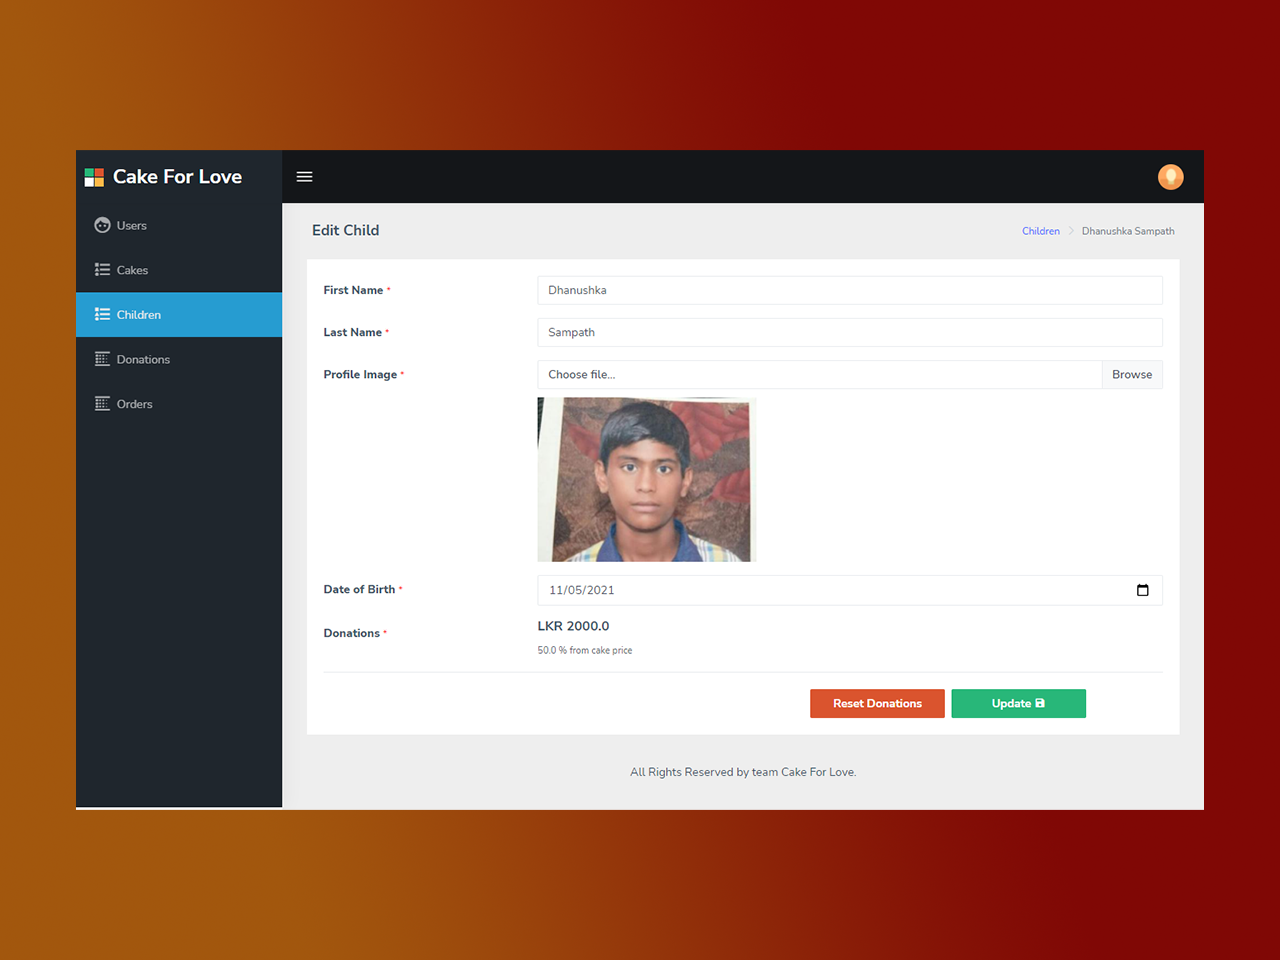 Cake For Love
Users
Cakes
Children
Donations
Orders
Edit Child
Children > Dhanushka Sampath
First Name * Dhanushka
Last Name * Sampath
Profile Image * Choose file... Browse
Date of Birth * 11/05/2021
Donations * LKR 2000.0
50.0 % from cake price
Reset Donations Update
All Rights Reserved by team Cake For Love.